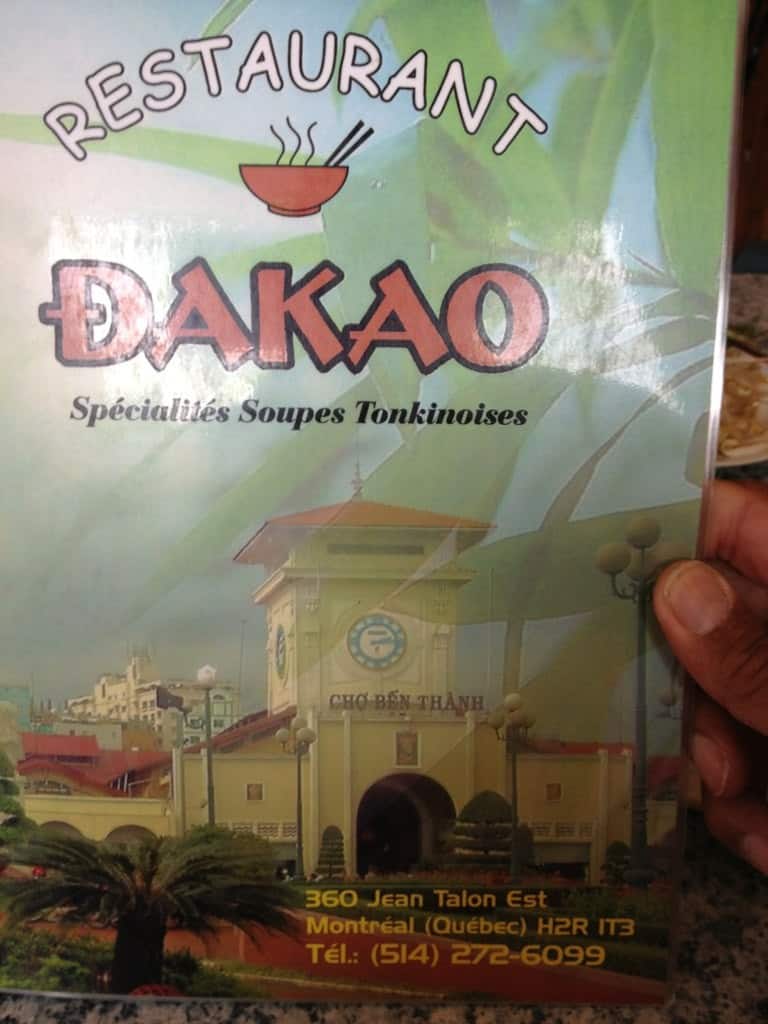 RESTAURANT
ĐAKAO
Spécialités Soupes Tonkinoises
CHỢ BẾN THÀNH
360 Jean Talon Est
Montréal (Québec) H2R 1T3
Tél.: (514) 272-6099